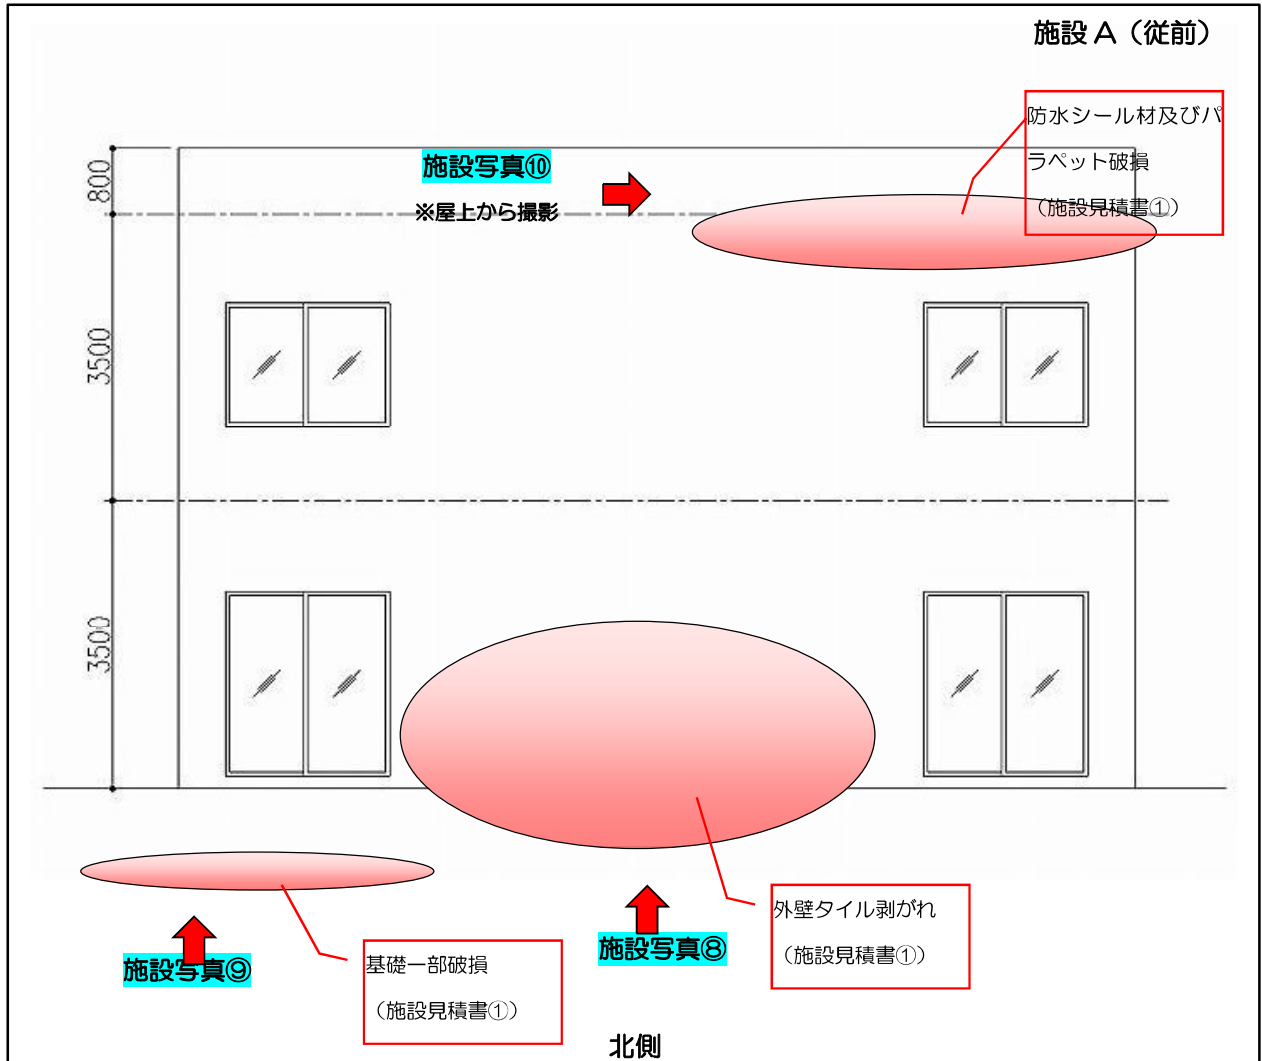 施設 A（従前）
防水シール材及びパ
ラペット破損
（施設見積書①）
施設写真⑩
※屋上から撮影
800
3500
3500
外壁タイル剥がれ
（施設見積書①）
施設写真⑧
施設写真⑨
基礎一部破損
（施設見積書①）
北側